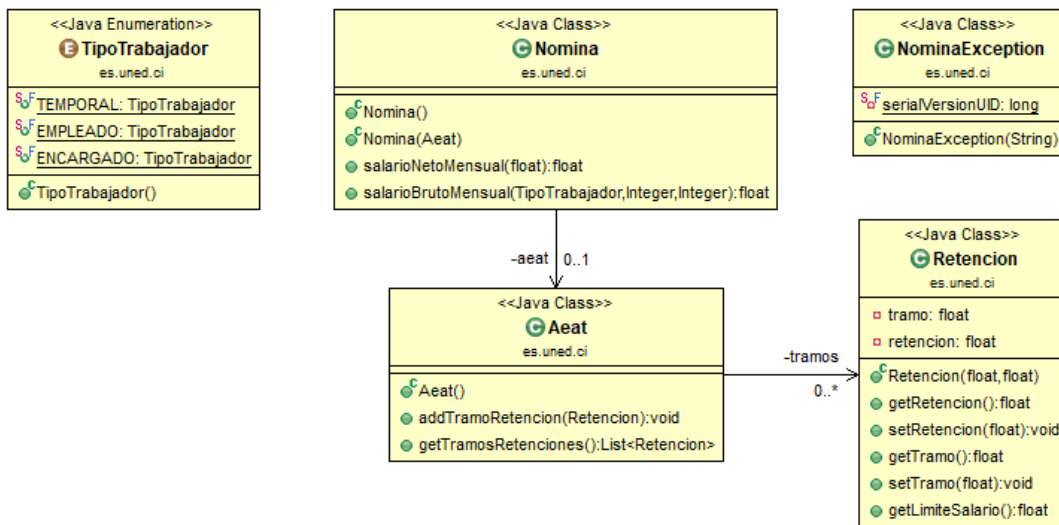 <<Java Enumeration>>
E TipoTrabajador
es.uned.ci
S F TEMPORAL: TipoTrabajador
S F EMPLEADO: TipoTrabajador
S F ENCARGADO: TipoTrabajador
C TipoTrabajador()
<<Java Class>>
C Nomina
es.uned.ci
C Nomina()
C Nomina(Aeat)
salarioNetoMensual(float):float
salarioBrutoMensual(TipoTrabajador,Integer,Integer):float
<<Java Class>>
C NominaException
es.uned.ci
S F serialVersionUID: long
C NominaException(String)
-aeat 0..1
<<Java Class>>
C Aeat
es.uned.ci
C Aeat()
addTramoRetencion(Retencion):void
getTramosRetenciones():List<Retencion>
-tramos
0..*
<<Java Class>>
C Retencion
es.uned.ci
tramo: float
retencion: float
C Retencion(float,float)
getRetencion():float
setRetencion(float):void
getTramo():float
setTramo(float):void
getLimiteSalario():float